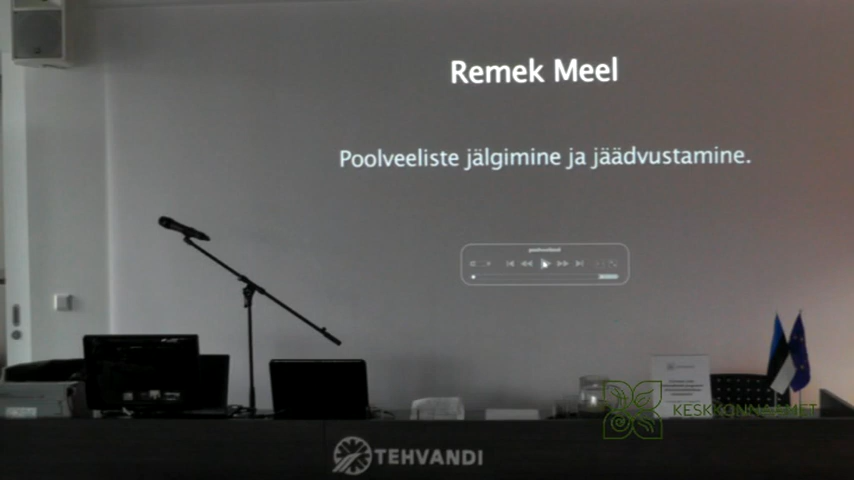 Remek Meel
Poolveeliste jälgimine ja jäädvustamine.
KESKKONNAAMET
TEHVANDI